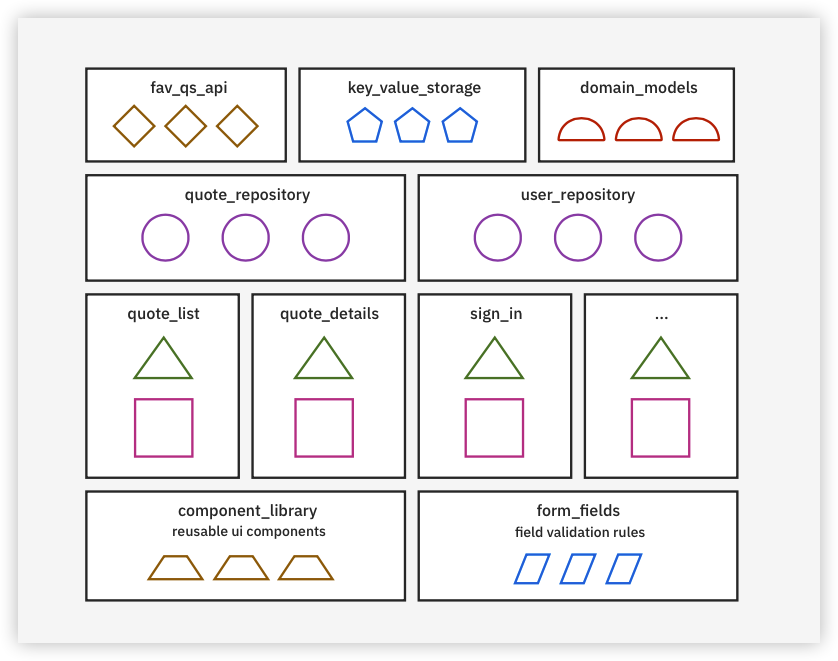 fav_qs_api
key_value_storage
domain_models
quote_repository
user_repository
quote_list
quote_details
sign_in
...
component_library
reusable ui components
form_fields
field validation rules